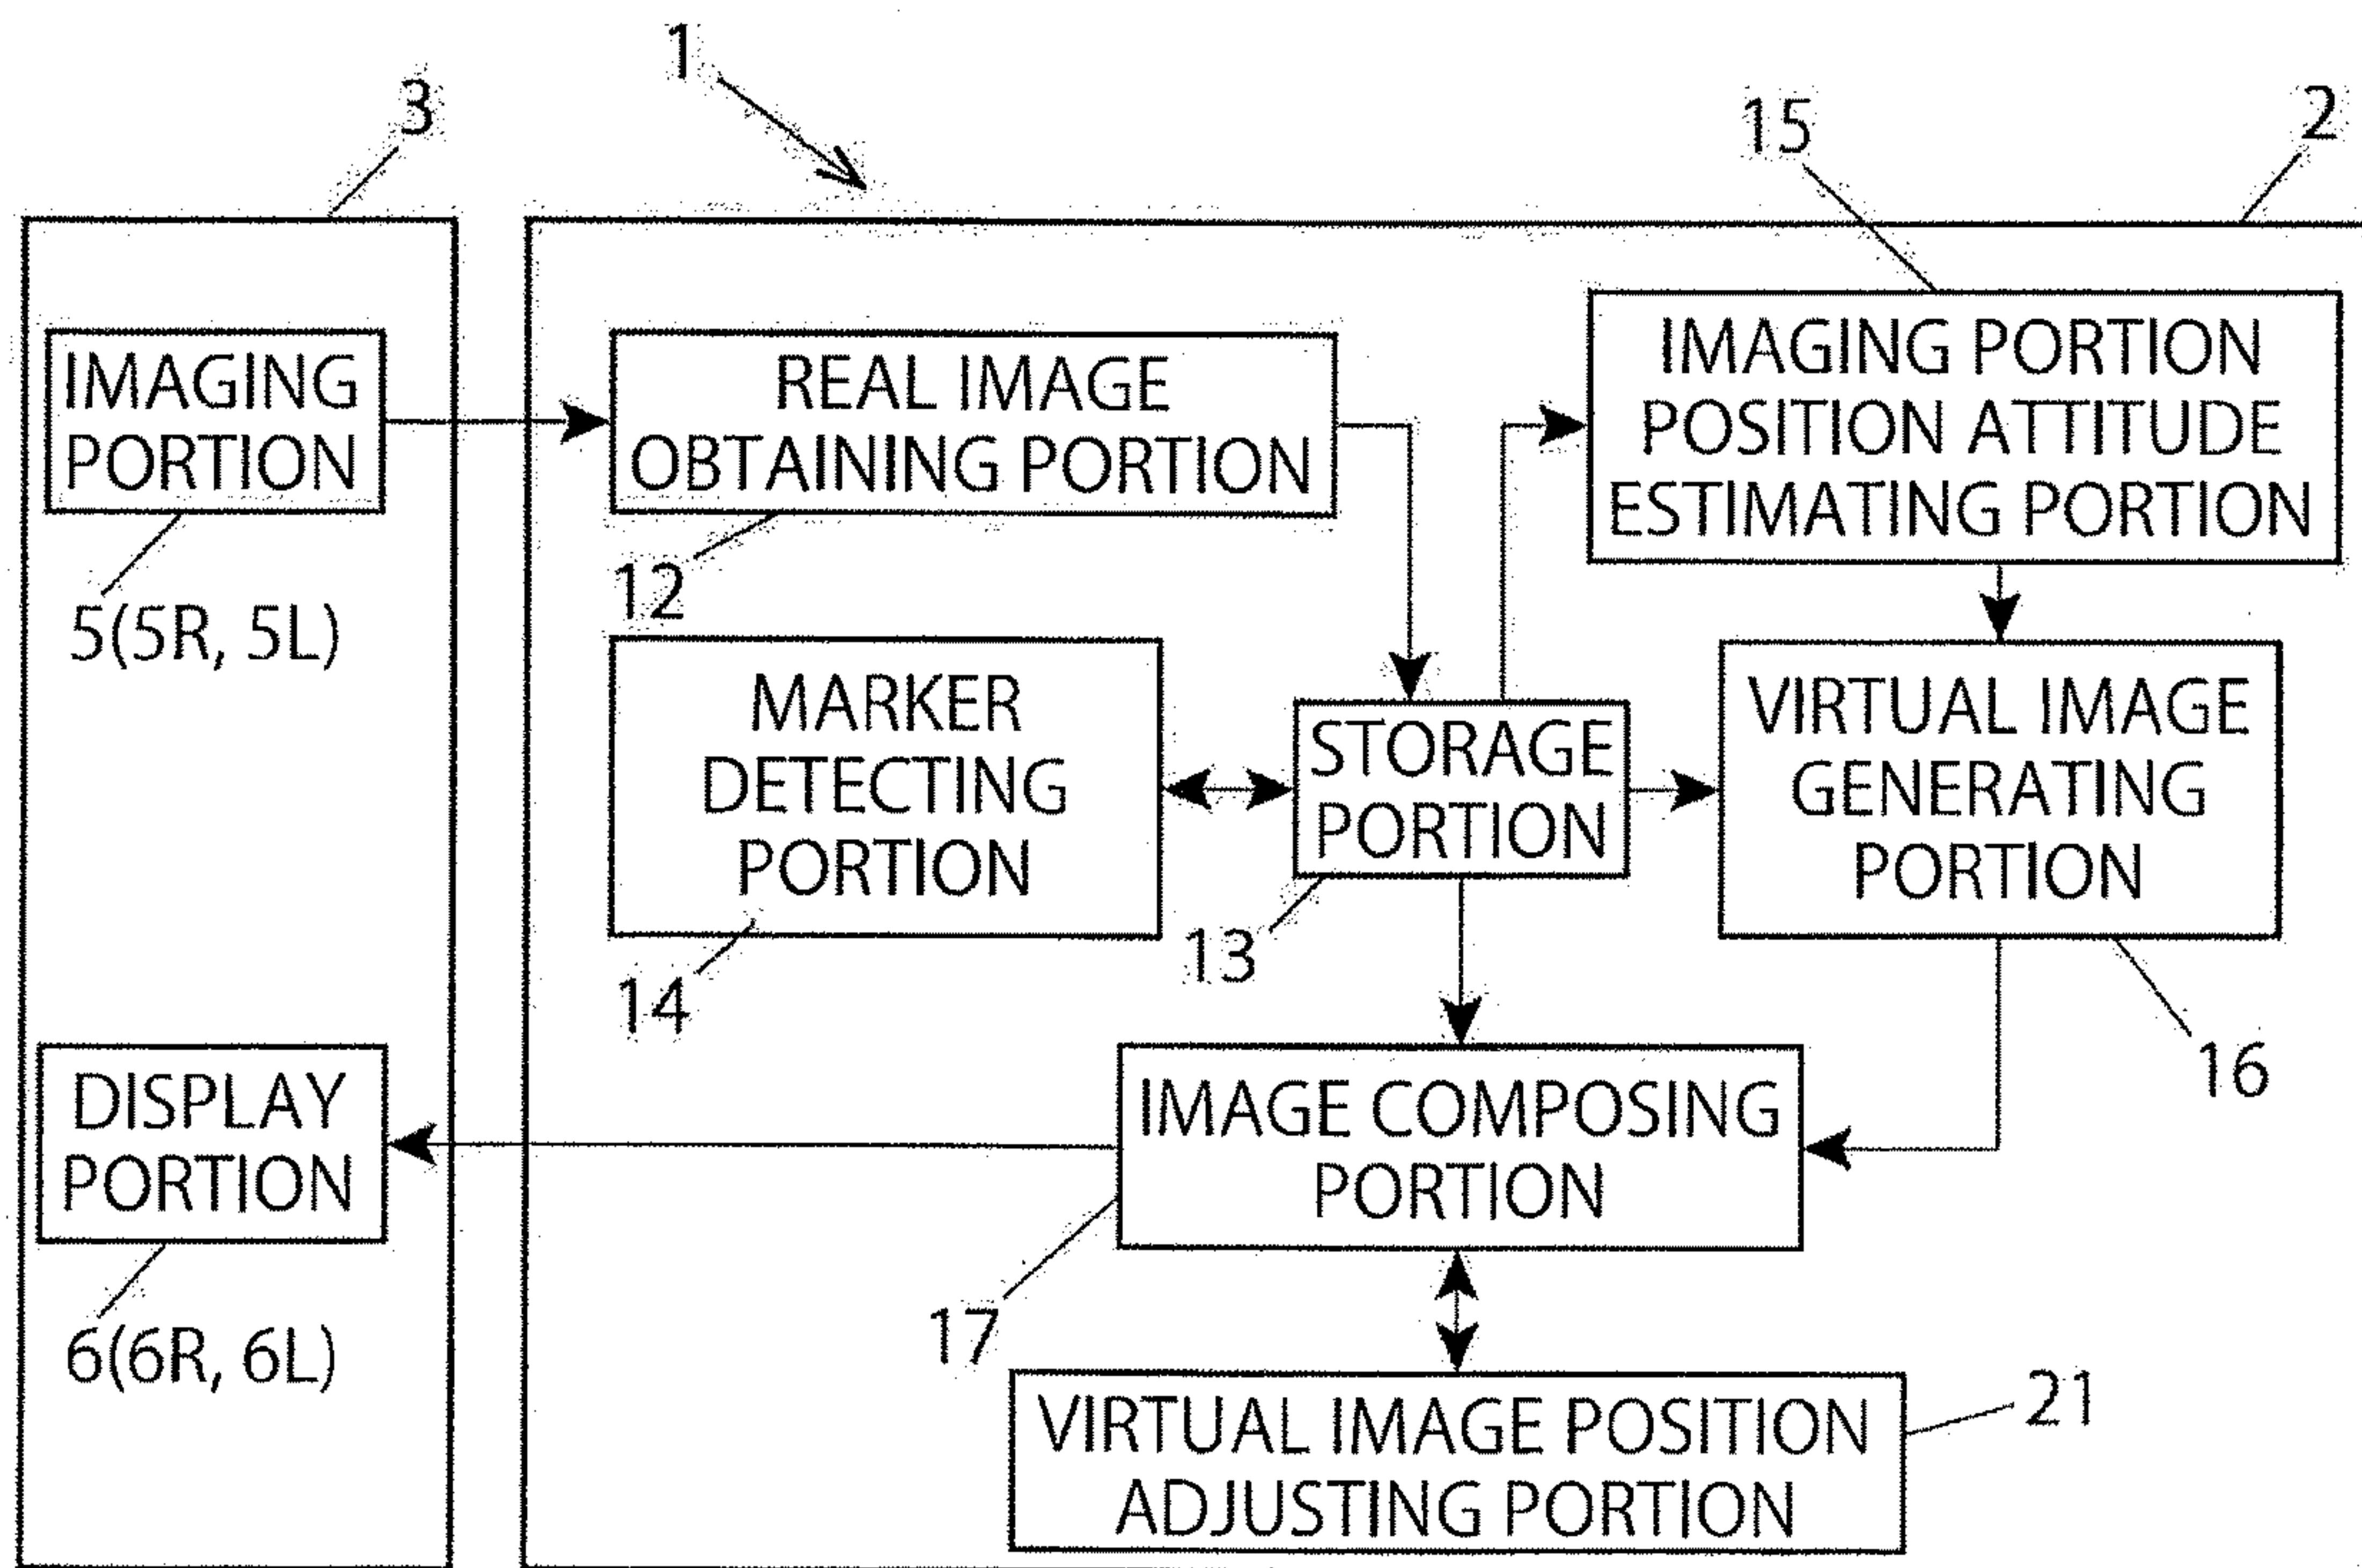 1
3
15
2
IMAGING
PORTION
5(5R, 5L)
REAL IMAGE
OBTAINING PORTION
12
IMAGING PORTION
POSITION ATTITUDE
ESTIMATING PORTION
MARKER
DETECTING
PORTION
14
STORAGE
PORTION
13
VIRTUAL IMAGE
GENERATING
PORTION
16
DISPLAY
PORTION
6(6R, 6L)
IMAGE COMPOSING
PORTION
17
VIRTUAL IMAGE POSITION
ADJUSTING PORTION
21